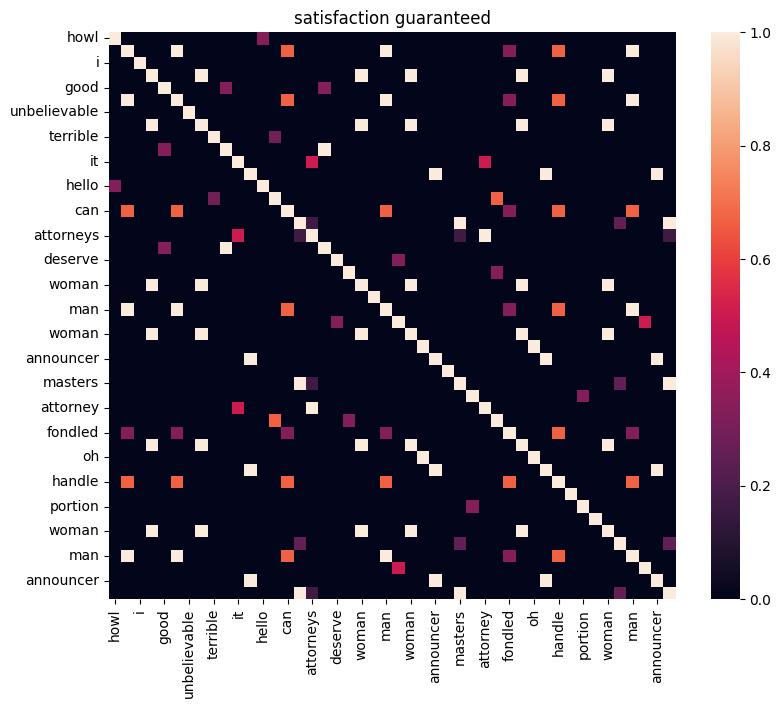 satisfaction guaranteed
howl
i
good
unbelievable
terrible
it
hello
can
attorneys
deserve
woman
man
woman
announcer
masters
attorney
fondled
oh
handle
portion
woman
man
announcer
1.0
0.8
0.6
0.4
0.2
0.0
howl
i
good
unbelievable
terrible
it
hello
can
attorneys
deserve
woman
man
woman
announcer
masters
attorney
fondled
oh
handle
portion
woman
man
announcer